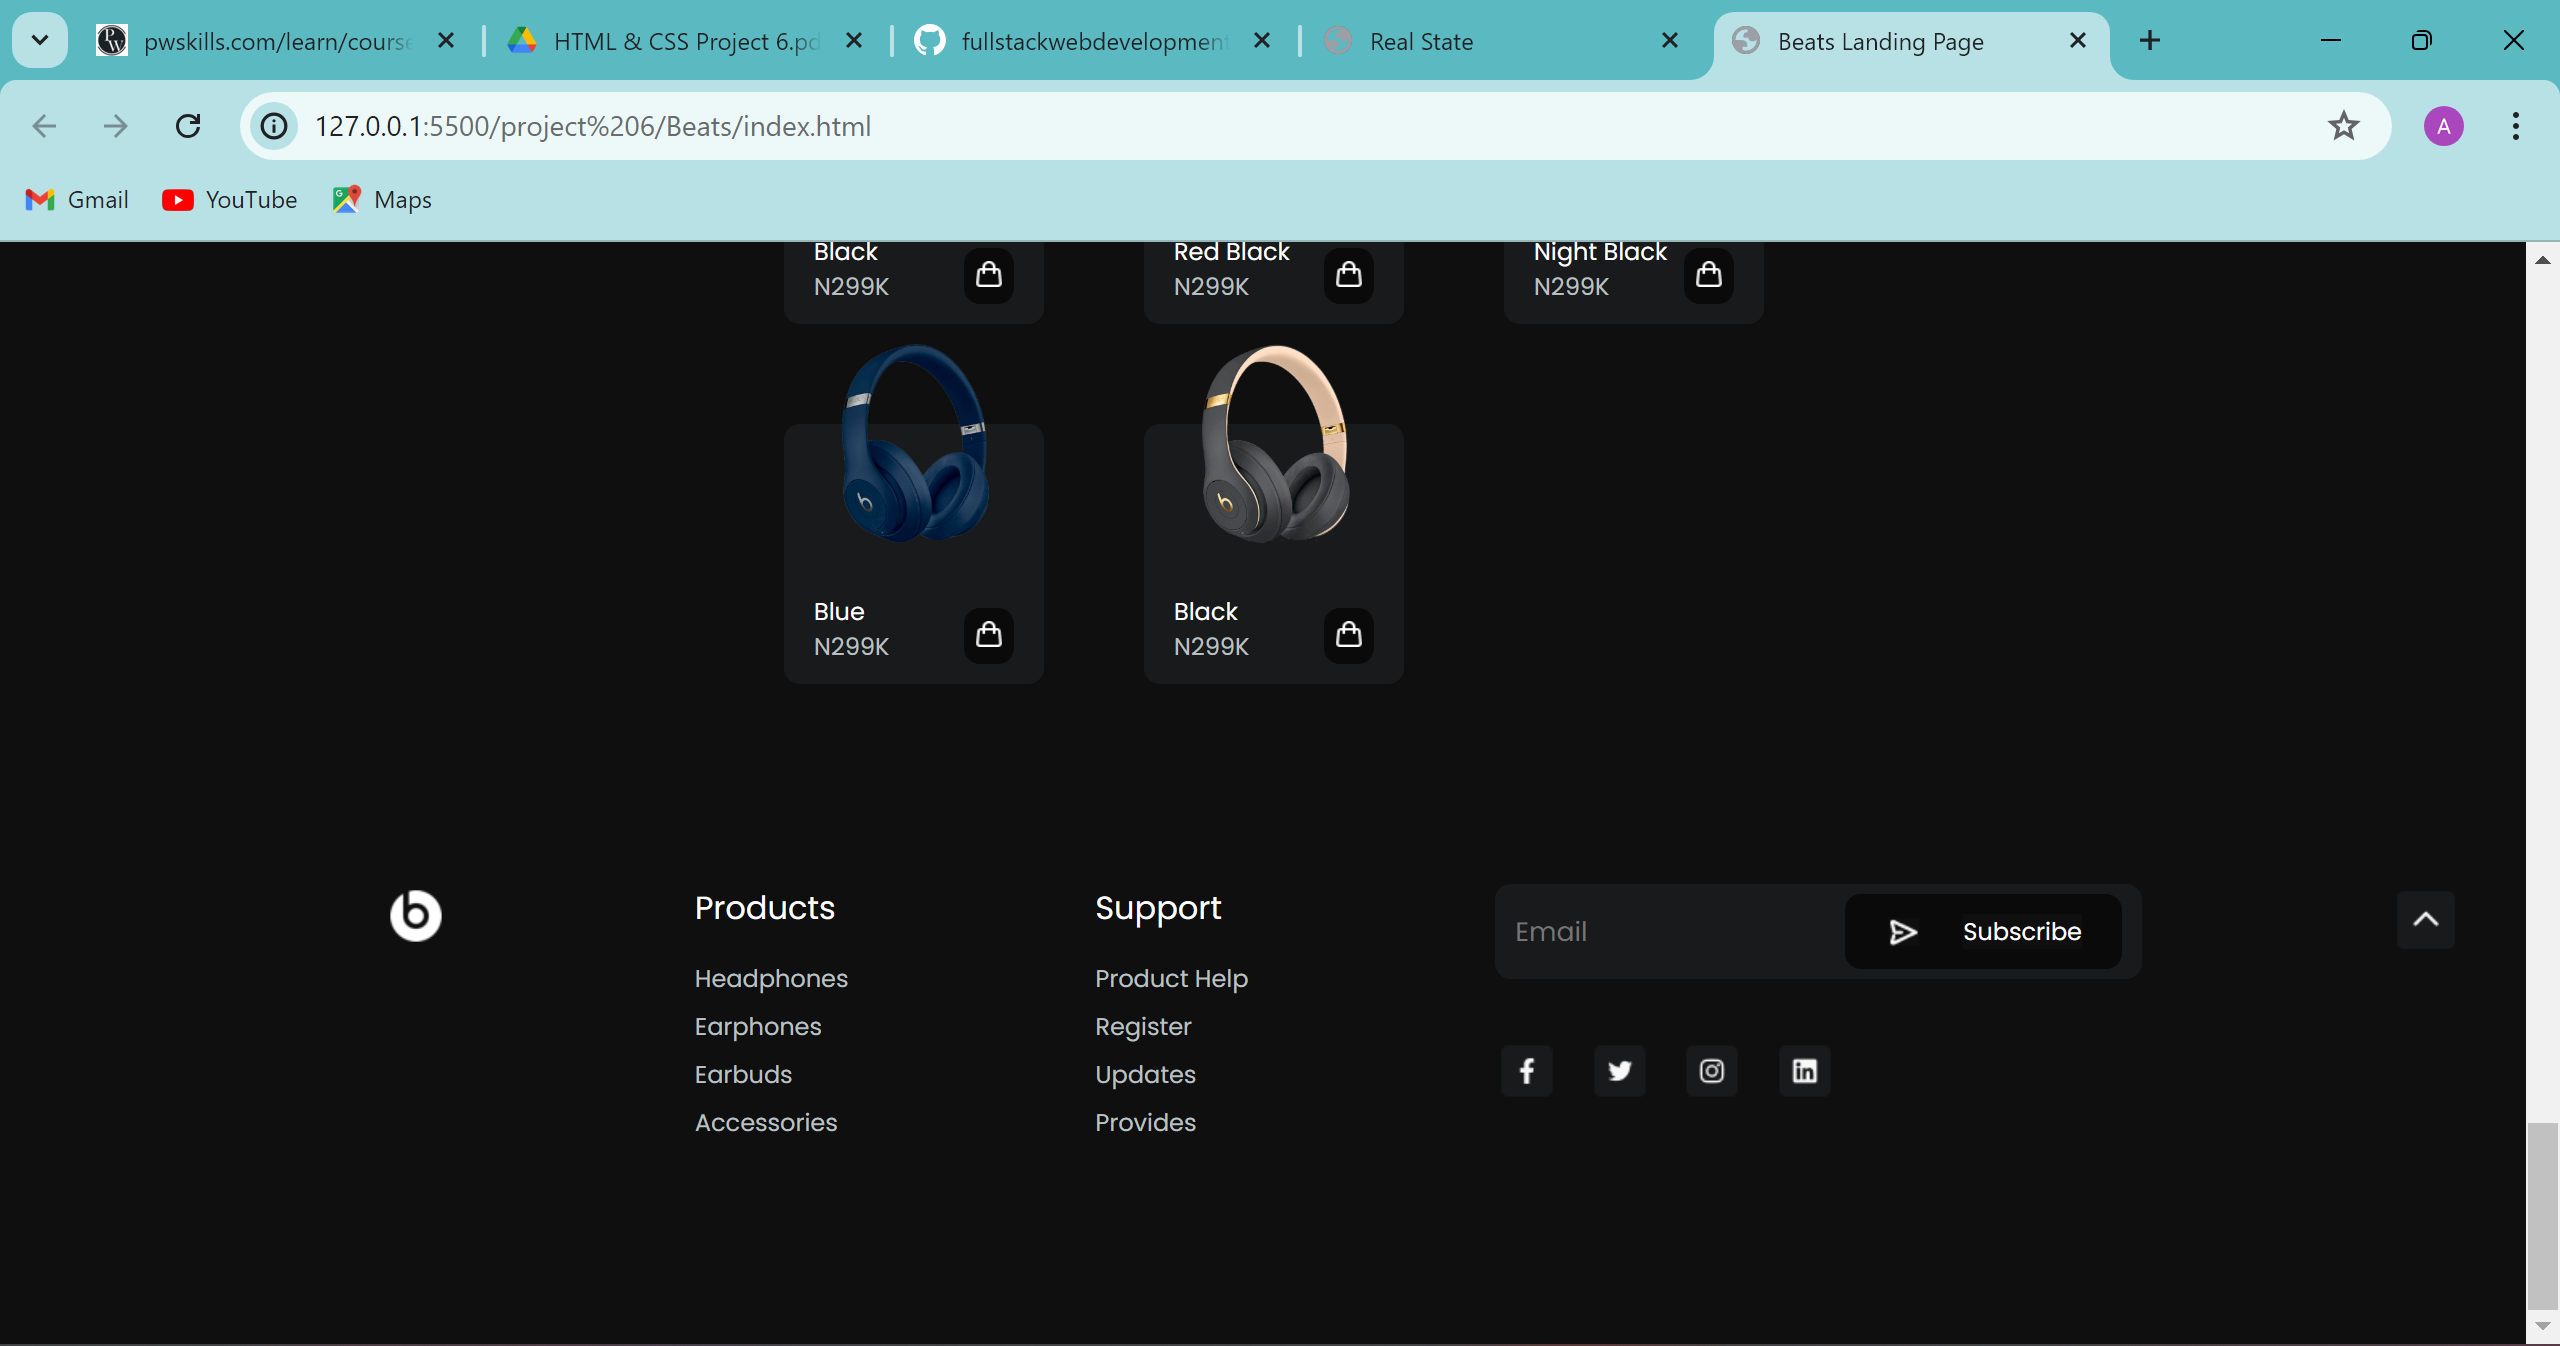 pwskills.com/learn/course
HTML & CSS Project 6.pd
fullstackwebdevelopment
Real State
Beats Landing Page
127.0.0.1:5500/project%206/Beats/index.html
A
Gmail
YouTube
Maps
Black
N299K
Red Black
N299K
Night Black
N299K
Blue
N299K
Black
N299K
Products
Headphones
Earphones
Earbuds
Accessories
Support
Product Help
Register
Updates
Provides
Email
Subscribe